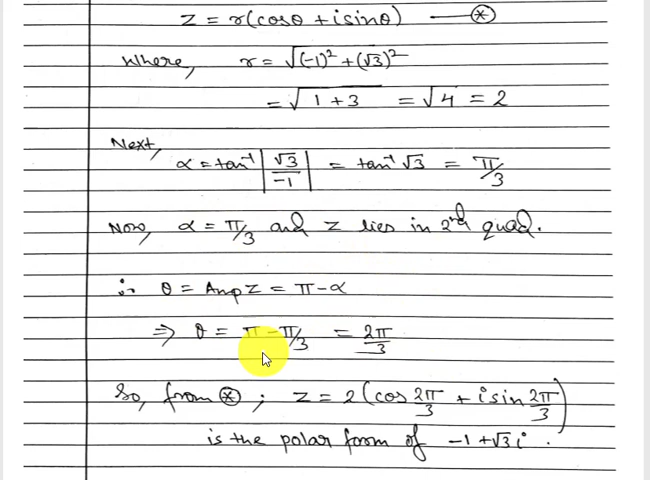 z = r(cosθ + isinθ) —— ⊛
Where, r = √(-1)² + (√3)²
= √1 + 3 = √4 = 2
Next, α = tan⁻¹ |√3/-1| = tan⁻¹ √3 = π/3
Now, α = π/3 and z lies in 2nd quad.
∴ θ = Amp z = π - α
⇒ θ = π - π/3 = 2π/3
So, from ⊛ ; z = 2(cos 2π/3 + i sin 2π/3)
is the polar form of -1 + √3 i .